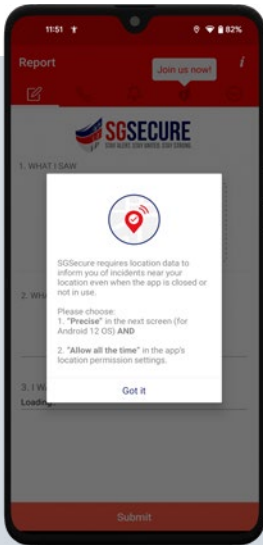 11:51
82%
Report
Join us now!
i
SGSECURE
STAY ALERT. STAY UNITED. STAY STRONG.
1. WHAT I SAW
SGSecure requires location data to
inform you of incidents near your
location even when the app is closed or
not in use.
Please choose:
1. "Precise" in the next screen (for
Android 12 OS) AND
2. "Allow all the time" in the app's
location permission settings.
Got it
2. WHA
3. I WA
Loading
Submit